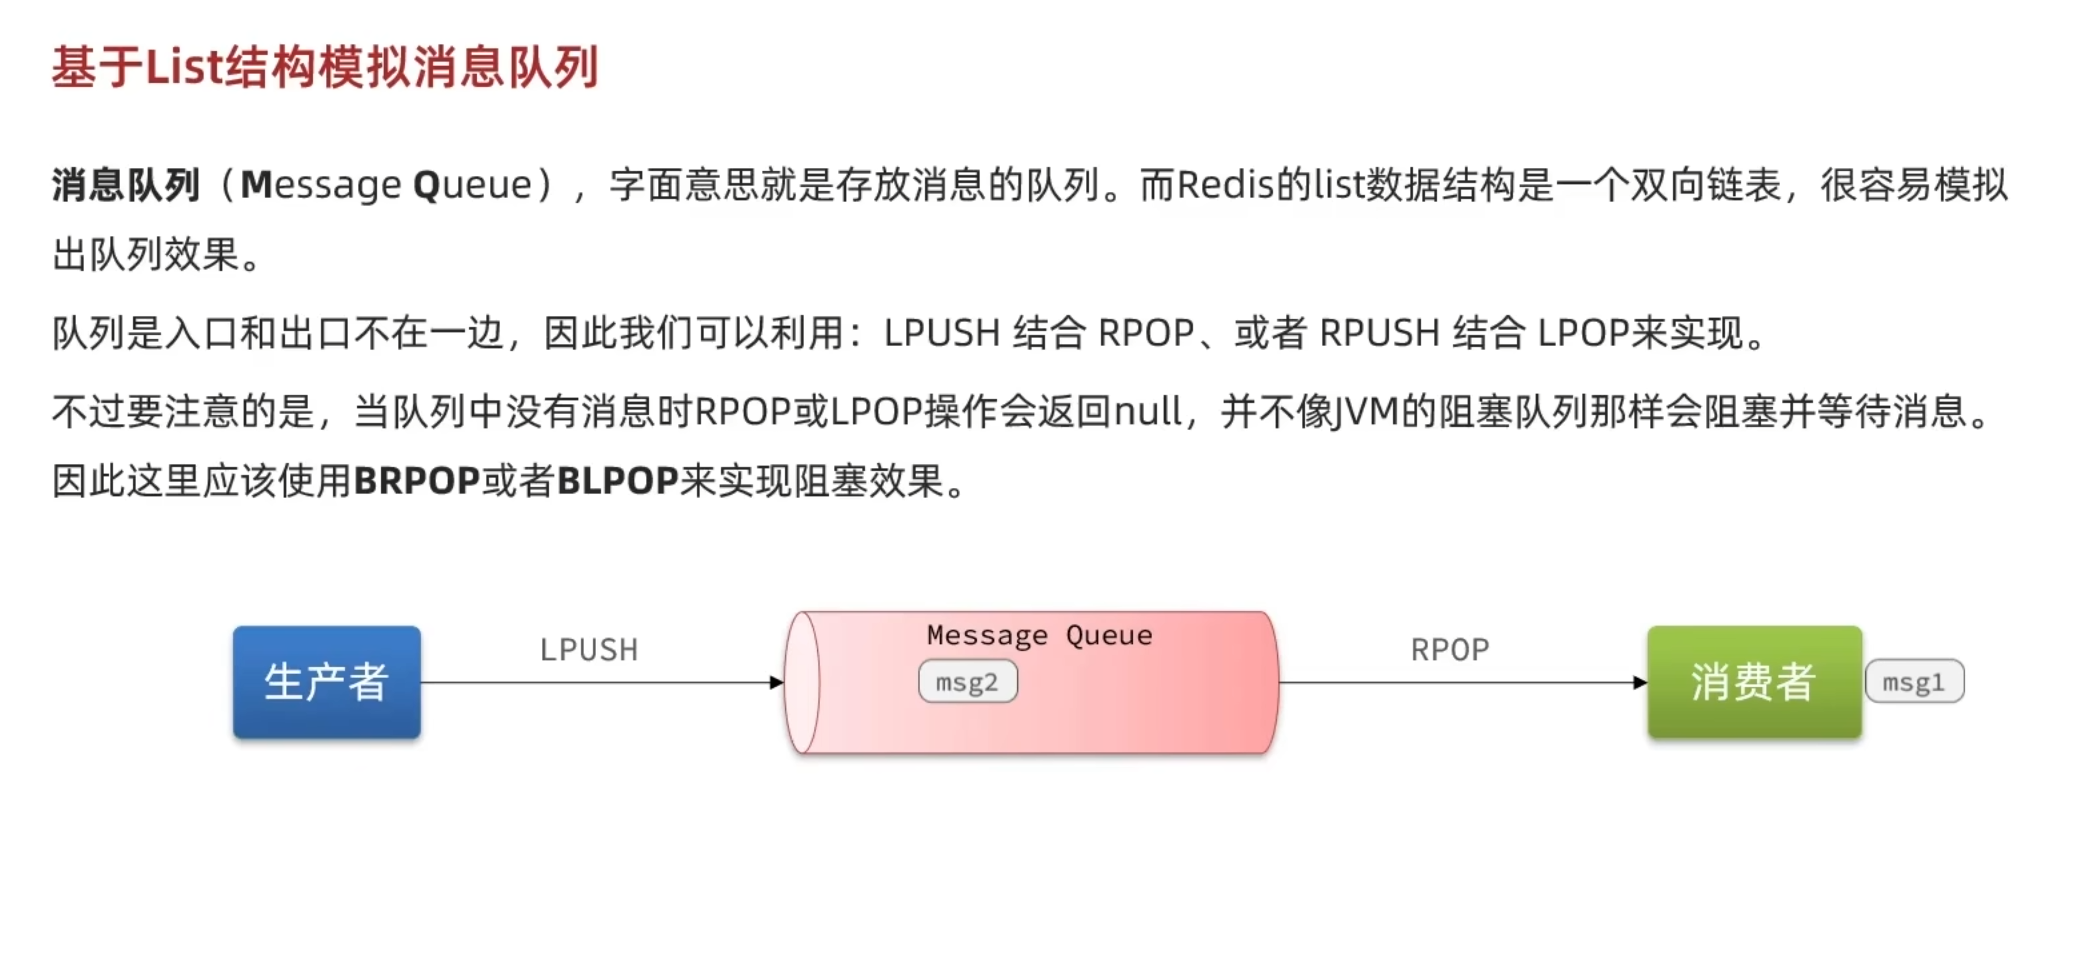 基于List结构模拟消息队列
消息队列（Message Queue），字面意思就是存放消息的队列。而Redis的list数据结构是一个双向链表，很容易模拟
出队列效果。
队列是入口和出口不在一边，因此我们可以利用：LPUSH 结合 RPOP、或者 RPUSH 结合 LPOP来实现。
不过要注意的是，当队列中没有消息时RPOP或LPOP操作会返回null，并不像JVM的阻塞队列那样会阻塞并等待消息。
因此这里应该使用BRPOP或者BLPOP来实现阻塞效果。
生产者
LPUSH
Message Queue
msg2
RPOP
消费者
msg1